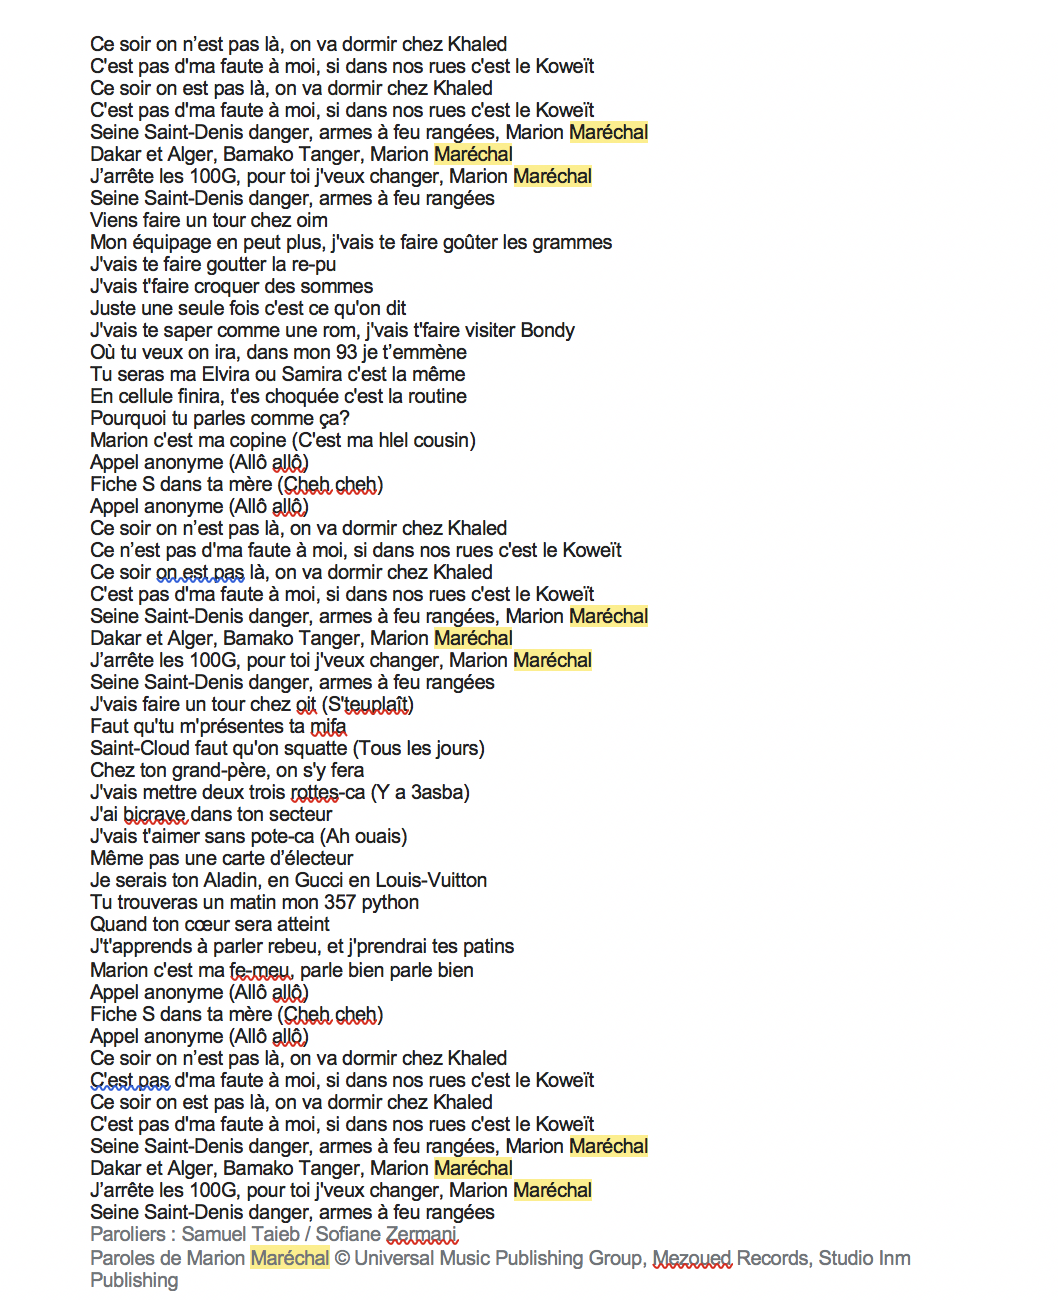 Ce soir on n’est pas là, on va dormir chez Khaled
C'est pas d'ma faute à moi, si dans nos rues c'est le Koweït
Ce soir on est pas là, on va dormir chez Khaled
C'est pas d'ma faute à moi, si dans nos rues c'est le Koweït
Seine Saint-Denis danger, armes à feu rangées, Marion Maréchal
Dakar et Alger, Bamako Tanger, Marion Maréchal
J’arrête les 100G, pour toi j'veux changer, Marion Maréchal
Seine Saint-Denis danger, armes à feu rangées
Viens faire un tour chez oim
Mon équipage en peut plus, j'vais te faire goûter les grammes
J'vais te faire goutter la re-pu
J'vais t'faire croquer des sommes
Juste une seule fois c'est ce qu'on dit
J'vais te saper comme une rom, j'vais t'faire visiter Bondy
Où tu veux on ira, dans mon 93 je t’emmène
Tu seras ma Elvira ou Samira c'est la même
En cellule finira, t'es choquée c'est la routine
Pourquoi tu parles comme ça?
Marion c'est ma copine (C'est ma hlel cousin)
Appel anonyme (Allô allô)
Fiche S dans ta mère (Cheh cheh)
Appel anonyme (Allô allô)
Ce soir on n’est pas là, on va dormir chez Khaled
Ce n’est pas d'ma faute à moi, si dans nos rues c'est le Koweït
Ce soir on est pas là, on va dormir chez Khaled
C'est pas d'ma faute à moi, si dans nos rues c'est le Koweït
Seine Saint-Denis danger, armes à feu rangées, Marion Maréchal
Dakar et Alger, Bamako Tanger, Marion Maréchal
J’arrête les 100G, pour toi j'veux changer, Marion Maréchal
Seine Saint-Denis danger, armes à feu rangées
J'vais faire un tour chez oit (S'teuplaît)
Faut qu'tu m'présentes ta mifa
Saint-Cloud faut qu'on squatte (Tous les jours)
Chez ton grand-père, on s'y fera
J'vais mettre deux trois rottes-ca (Y a 3asba)
J'ai bicrave dans ton secteur
J'vais t'aimer sans pote-ca (Ah ouais)
Même pas une carte d’électeur
Je serais ton Aladin, en Gucci en Louis-Vuitton
Tu trouveras un matin mon 357 python
Quand ton cœur sera atteint
J't'apprends à parler rebeu, et j'prendrai tes patins
Marion c'est ma fe-meu, parle bien parle bien
Appel anonyme (Allô allô)
Fiche S dans ta mère (Cheh cheh)
Appel anonyme (Allô allô)
Ce soir on n’est pas là, on va dormir chez Khaled
C'est pas d'ma faute à moi, si dans nos rues c'est le Koweït
Ce soir on est pas là, on va dormir chez Khaled
C'est pas d'ma faute à moi, si dans nos rues c'est le Koweït
Seine Saint-Denis danger, armes à feu rangées, Marion Maréchal
Dakar et Alger, Bamako Tanger, Marion Maréchal
J’arrête les 100G, pour toi j'veux changer, Marion Maréchal
Seine Saint-Denis danger, armes à feu rangées
Paroliers : Samuel Taieb / Sofiane Zermani
Paroles de Marion Maréchal © Universal Music Publishing Group, Mezoued Records, Studio Inm
Publishing